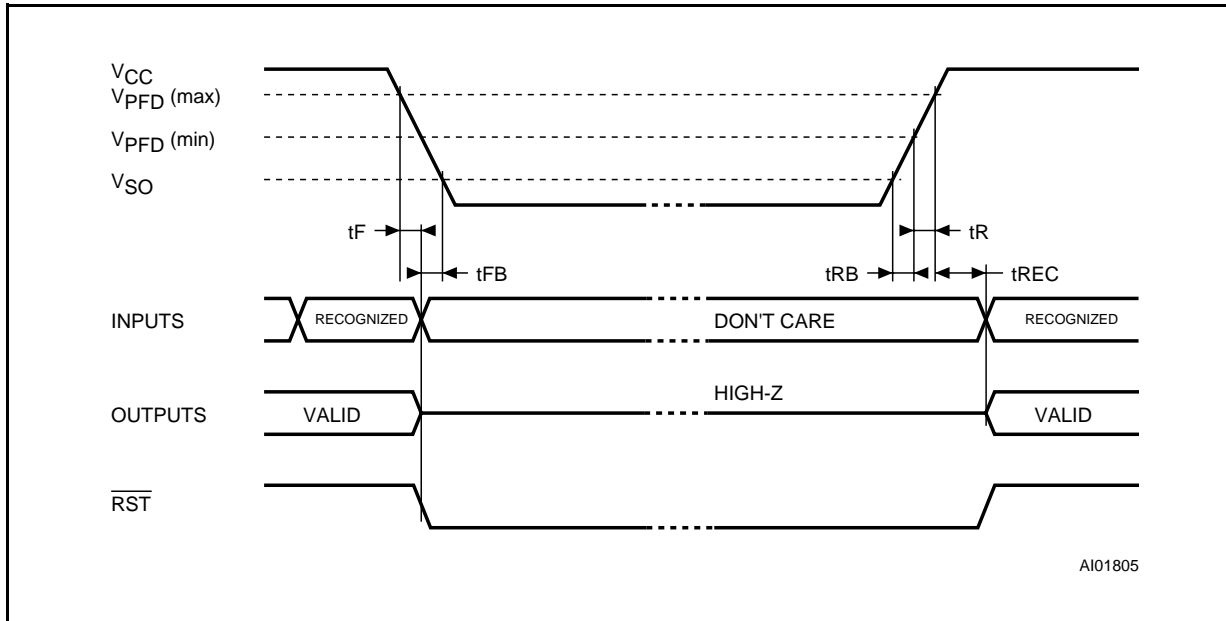 VCC
VPFD (max)
VPFD (min)
VSO
tF
tR
tFB
tRB
tREC
INPUTS
RECOGNIZED
DON'T CARE
RECOGNIZED
HIGH-Z
OUTPUTS
VALID
VALID
RST
AI01805